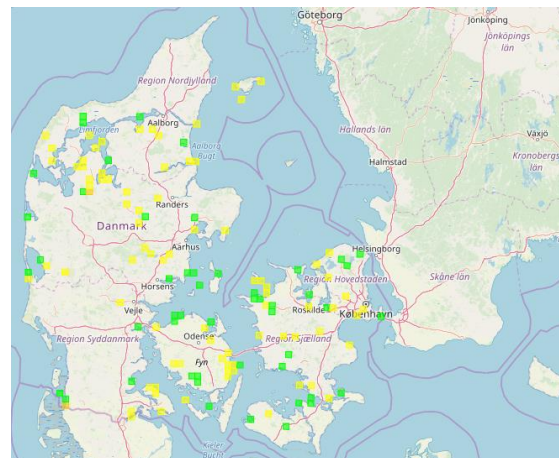 Göteborg
Jönköping
Jönköpings
län
Region Nordjylland
Växjö
Limfjorden
Aalborg
Hallands län
Kronobergs
län
Aalborg
Bugt
Halmstad
Randers
Danmark
Aarhus
Helsingborg
Skåne län
Horsens
Region Hovedstaden
Vejle
Roskilde
København
Region Syddanmark
Odense
Region Sjælland
Fyn
Kieler
Bucht